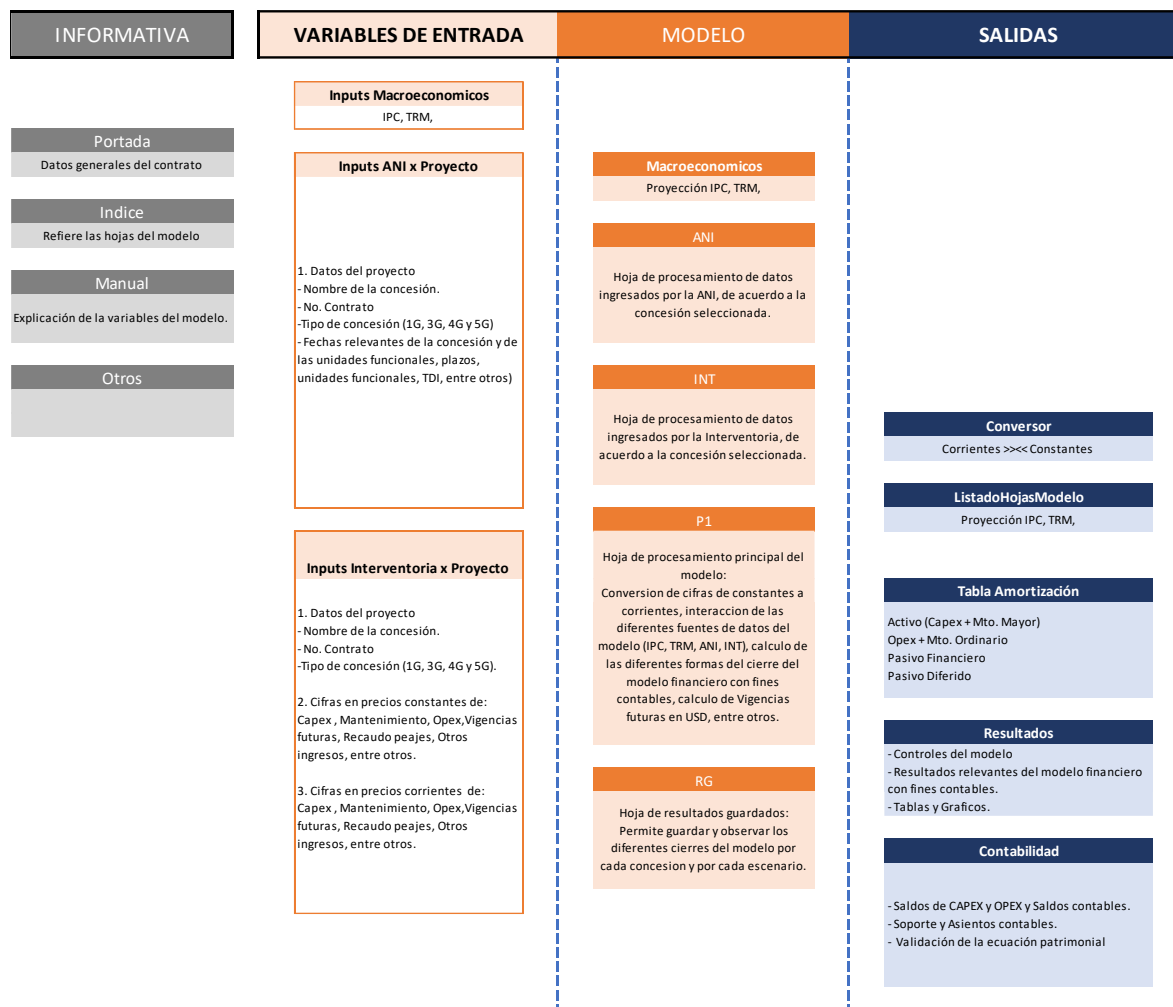 INFORMATIVA
Portada
Datos generales del contrato
Indice
Refiere las hojas del modelo
Manual
Explicación de la variables del modelo.
Otros
VARIABLES DE ENTRADA
Inputs Macroeconomicos
IPC, TRM,
Inputs ANI x Proyecto
1. Datos del proyecto
- Nombre de la concesión.
- No. Contrato
-Tipo de concesión (1G, 3G, 4G y 5G)
- Fechas relevantes de la concesión y de
las unidades funcionales, plazos,
unidades funcionales, TDI, entre otros)
Inputs Interventoria x Proyecto
1. Datos del proyecto
- Nombre de la concesión.
- No. Contrato
-Tipo de concesión (1G, 3G, 4G y 5G).
2. Cifras en precios constantes de:
Capex , Mantenimiento, Opex,Vigencias
futuras, Recaudo peajes, Otros
ingresos, entre otros.
3. Cifras en precios corrientes de:
Capex , Mantenimiento, Opex,Vigencias
futuras, Recaudo peajes, Otros
ingresos, entre otros.
MODELO
Macroeconomicos
Proyección IPC, TRM,
ANI
Hoja de procesamiento de datos
ingresados por la ANI, de acuerdo a la
concesión seleccionada.
INT
Hoja de procesamiento de datos
ingresados por la Interventoria, de
acuerdo a la concesión seleccionada.
P1
Hoja de procesamiento principal del
modelo:
Conversion de cifras de constantes a
corrientes, interaccion de las
diferentes fuentes de datos del
modelo (IPC, TRM, ANI, INT), calculo de
las diferentes formas del cierre del
modelo financiero con fines
contables, calculo de Vigencias
futuras en USD, entre otros.
RG
Hoja de resultados guardados:
Permite guardar y observar los
diferentes cierres del modelo por
cada concesion y por cada escenario.
SALIDAS
Conversor
Corrientes >><< Constantes
ListadoHojasModelo
Proyección IPC, TRM,
Tabla Amortización
Activo (Capex + Mto. Mayor)
Opex + Mto. Ordinario
Pasivo Financiero
Pasivo Diferido
Resultados
- Controles del modelo
- Resultados relevantes del modelo financiero
con fines contables.
- Tablas y Graficos.
Contabilidad
- Saldos de CAPEX y OPEX y Saldos contables.
- Soporte y Asientos contables.
- Validación de la ecuación patrimonial